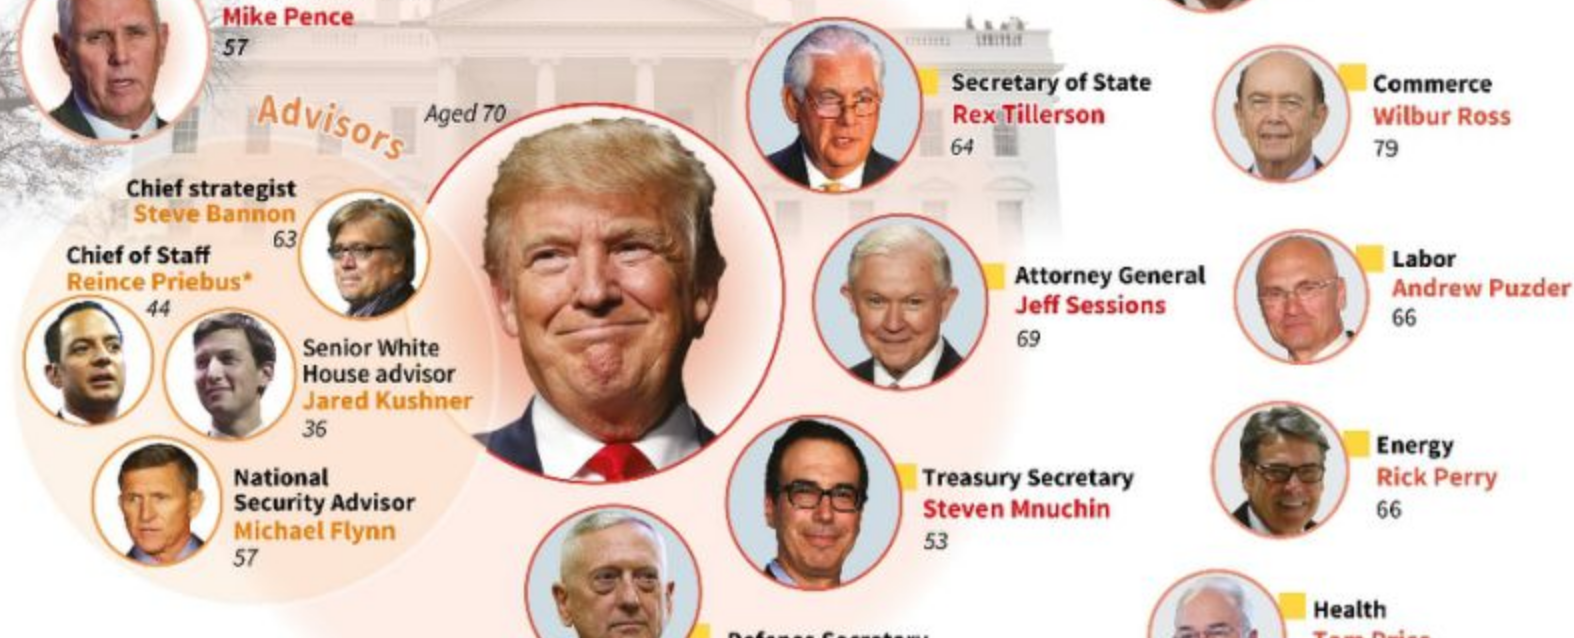 Mike Pence
57
Advisors
Aged 70
Chief strategist
Steve Bannon
63
Chief of Staff
Reince Priebus*
44
Senior White
House advisor
Jared Kushner
36
National
Security Advisor
Michael Flynn
57
Secretary of State
Rex Tillerson
64
Attorney General
Jeff Sessions
69
Treasury Secretary
Steven Mnuchin
53
Defense Secretary
Commerce
Wilbur Ross
79
Labor
Andrew Puzder
66
Energy
Rick Perry
66
Health
Tom Price